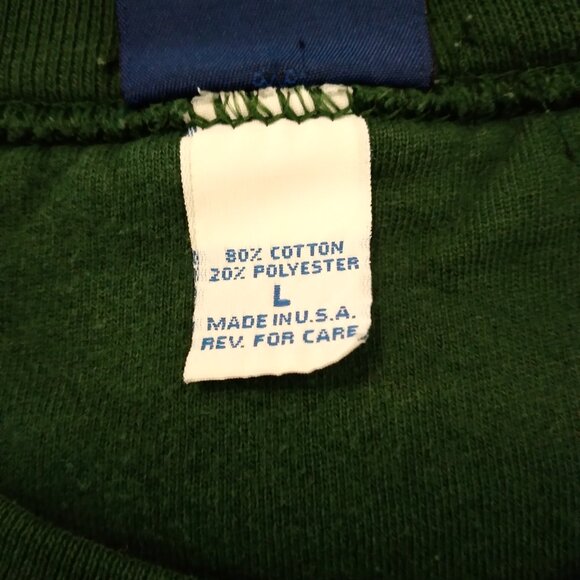 80% COTTON
20% POLYESTER
L
MADE IN U.S.A.
REV. FOR CARE